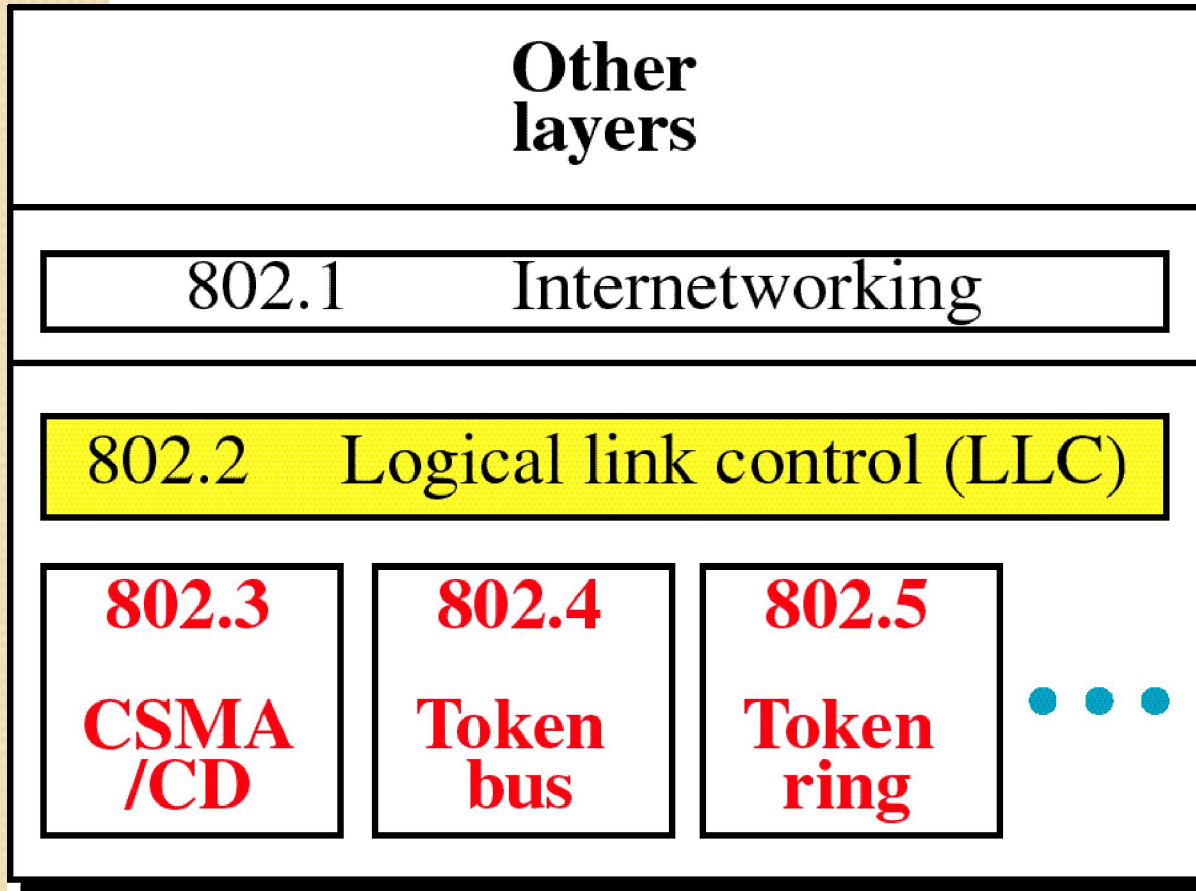 Other
layers
802.1 Internetworking
802.2 Logical link control (LLC)
802.3
CSMA
/CD
802.4
Token
bus
802.5
Token
ring